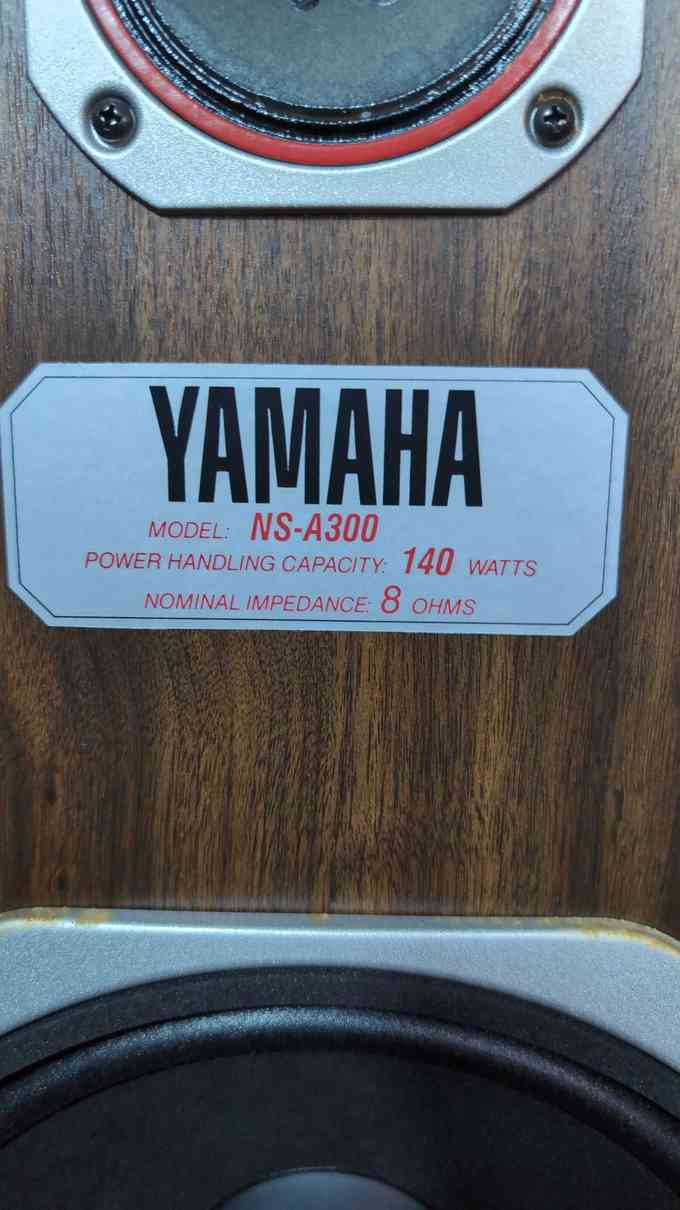 YAMAHA
MODEL: NS-A300
POWER HANDLING CAPACITY: 140 WATTS
NOMINAL IMPEDANCE: 8 OHMS